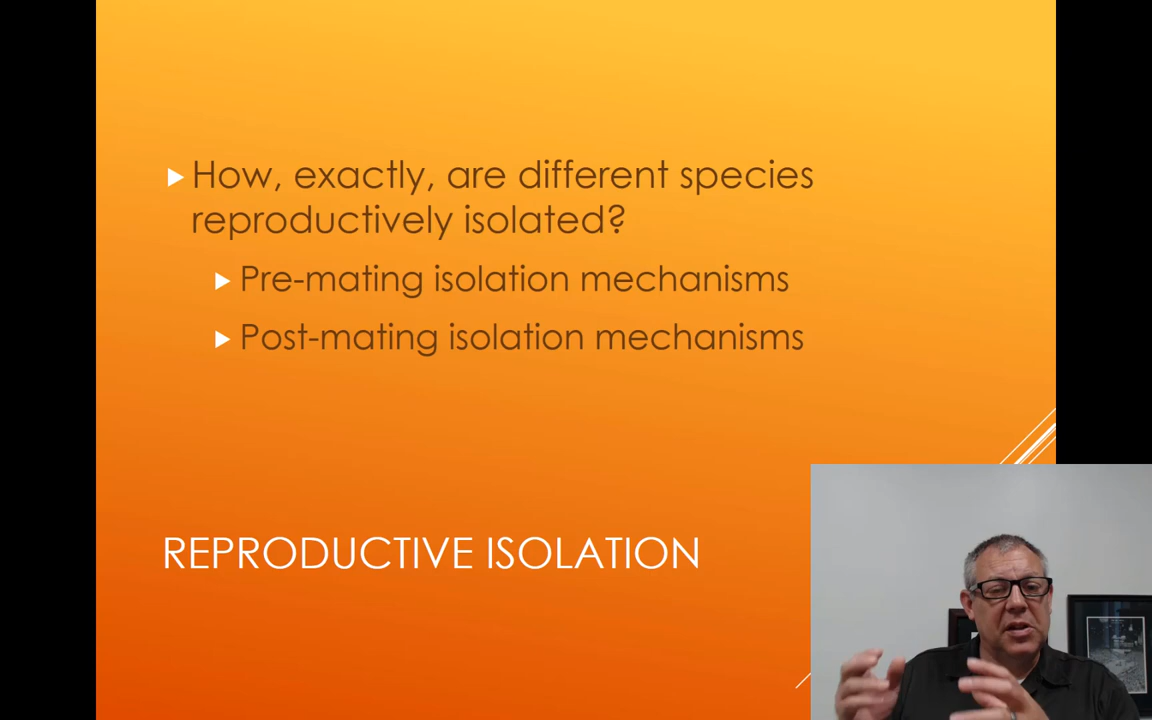 How, exactly, are different species
reproductively isolated?
Pre-mating isolation mechanisms
Post-mating isolation mechanisms
REPRODUCTIVE ISOLATION